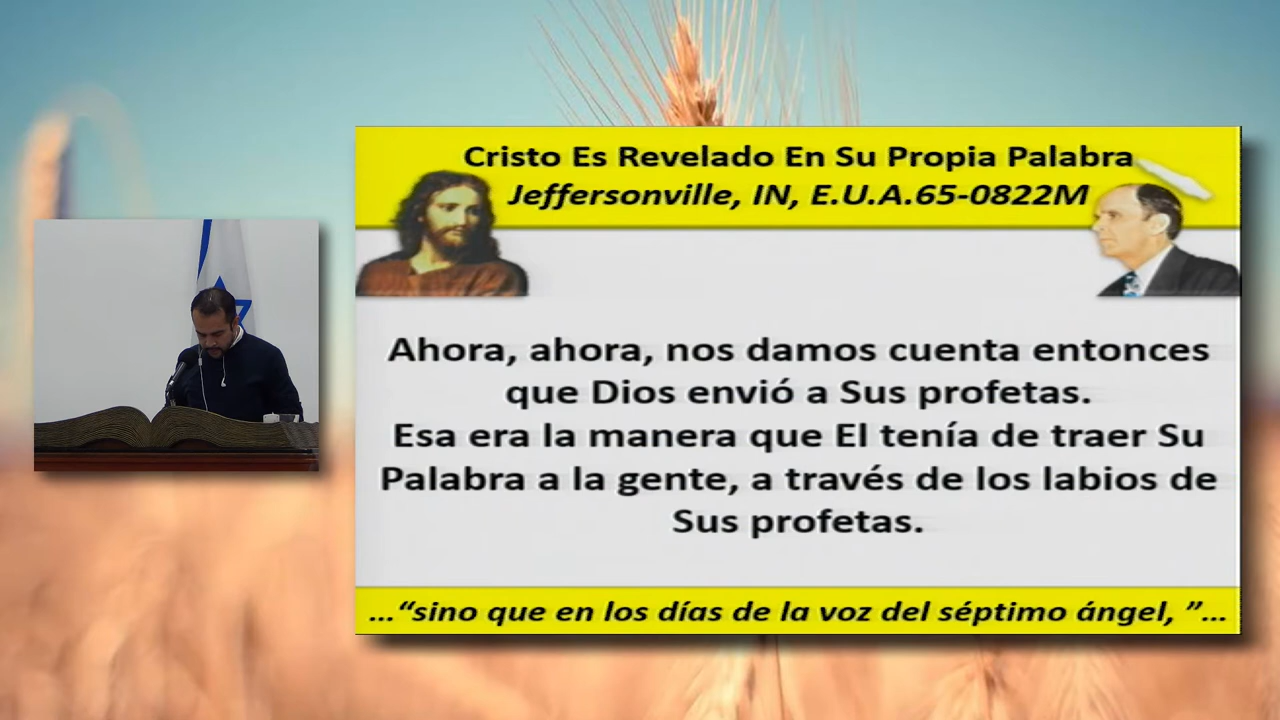 Cristo Es Revelado En Su Propia Palabra
Jeffersonville, IN, E.U.A.65-0822M
Ahora, ahora, nos damos cuenta entonces
que Dios envió a Sus profetas.
Esa era la manera que El tenía de traer Su
Palabra a la gente, a través de los labios de
Sus profetas.
...“sino que en los días de la voz del séptimo ángel, ”...